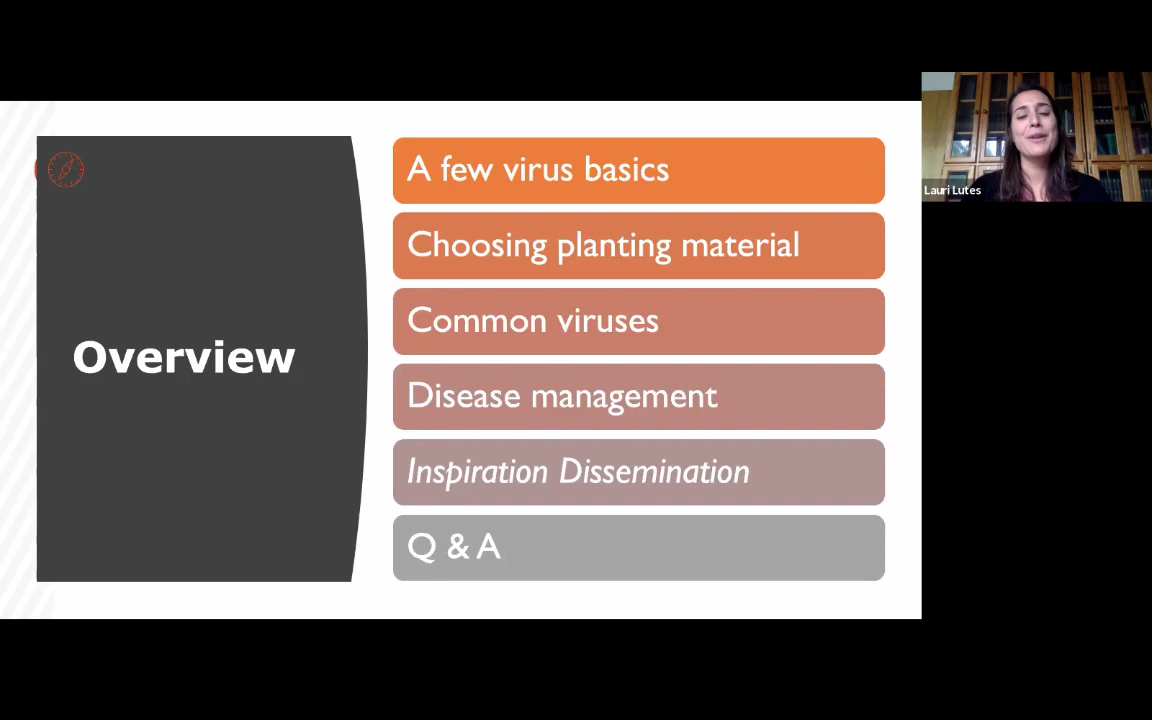 Overview
A few virus basics
Choosing planting material
Common viruses
Disease management
Inspiration Dissemination
Q & A
Lauri Lutes